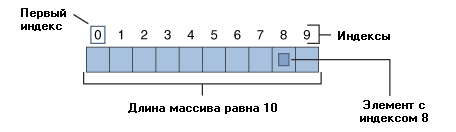 Первый
индекс
0 1 2 3 4 5 6 7 8 9
Индексы
Длина массива равна 10
Элемент с
индексом 8